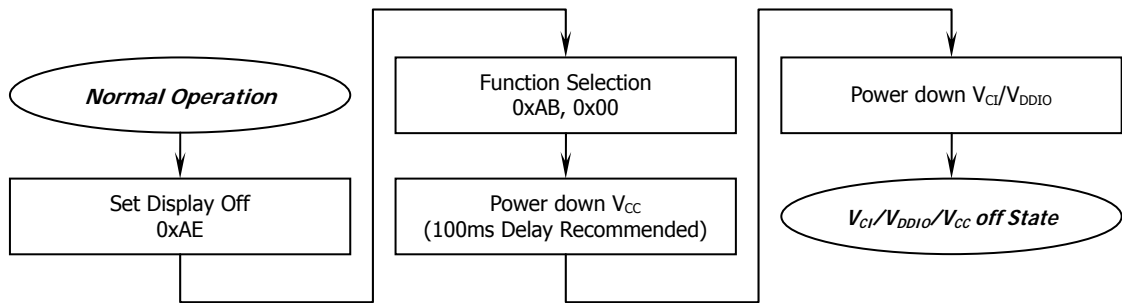 Normal Operation
Set Display Off
0xAE
Function Selection
0xAB, 0x00
Power down VCC
(100ms Delay Recommended)
Power down VCI/VDDIO
VCI/VDDIO/VCC off State